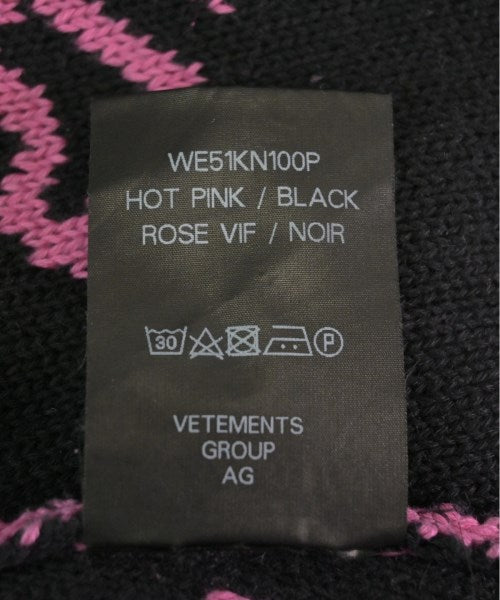 WE51KN100P
HOT PINK / BLACK
ROSE VIF / NOIR
30 P
VETEMENTS
GROUP
AG